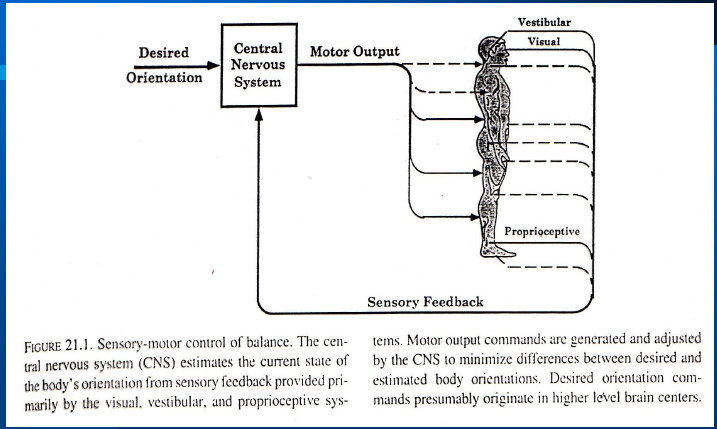 Vestibular
Visual
Desired
Orientation
Central
Nervous
System
Motor Output
Proprioceptive
Sensory Feedback
FIGURE 21.1. Sensory-motor control of balance. The cen-
tral nervous system (CNS) estimates the current state of
the body's orientation from sensory feedback provided pri-
marily by the visual, vestibular, and proprioceptive sys-
tems. Motor output commands are generated and adjusted
by the CNS to minimize differences between desired and
estimated body orientations. Desired orientation com-
mands presumably originate in higher level brain centers.